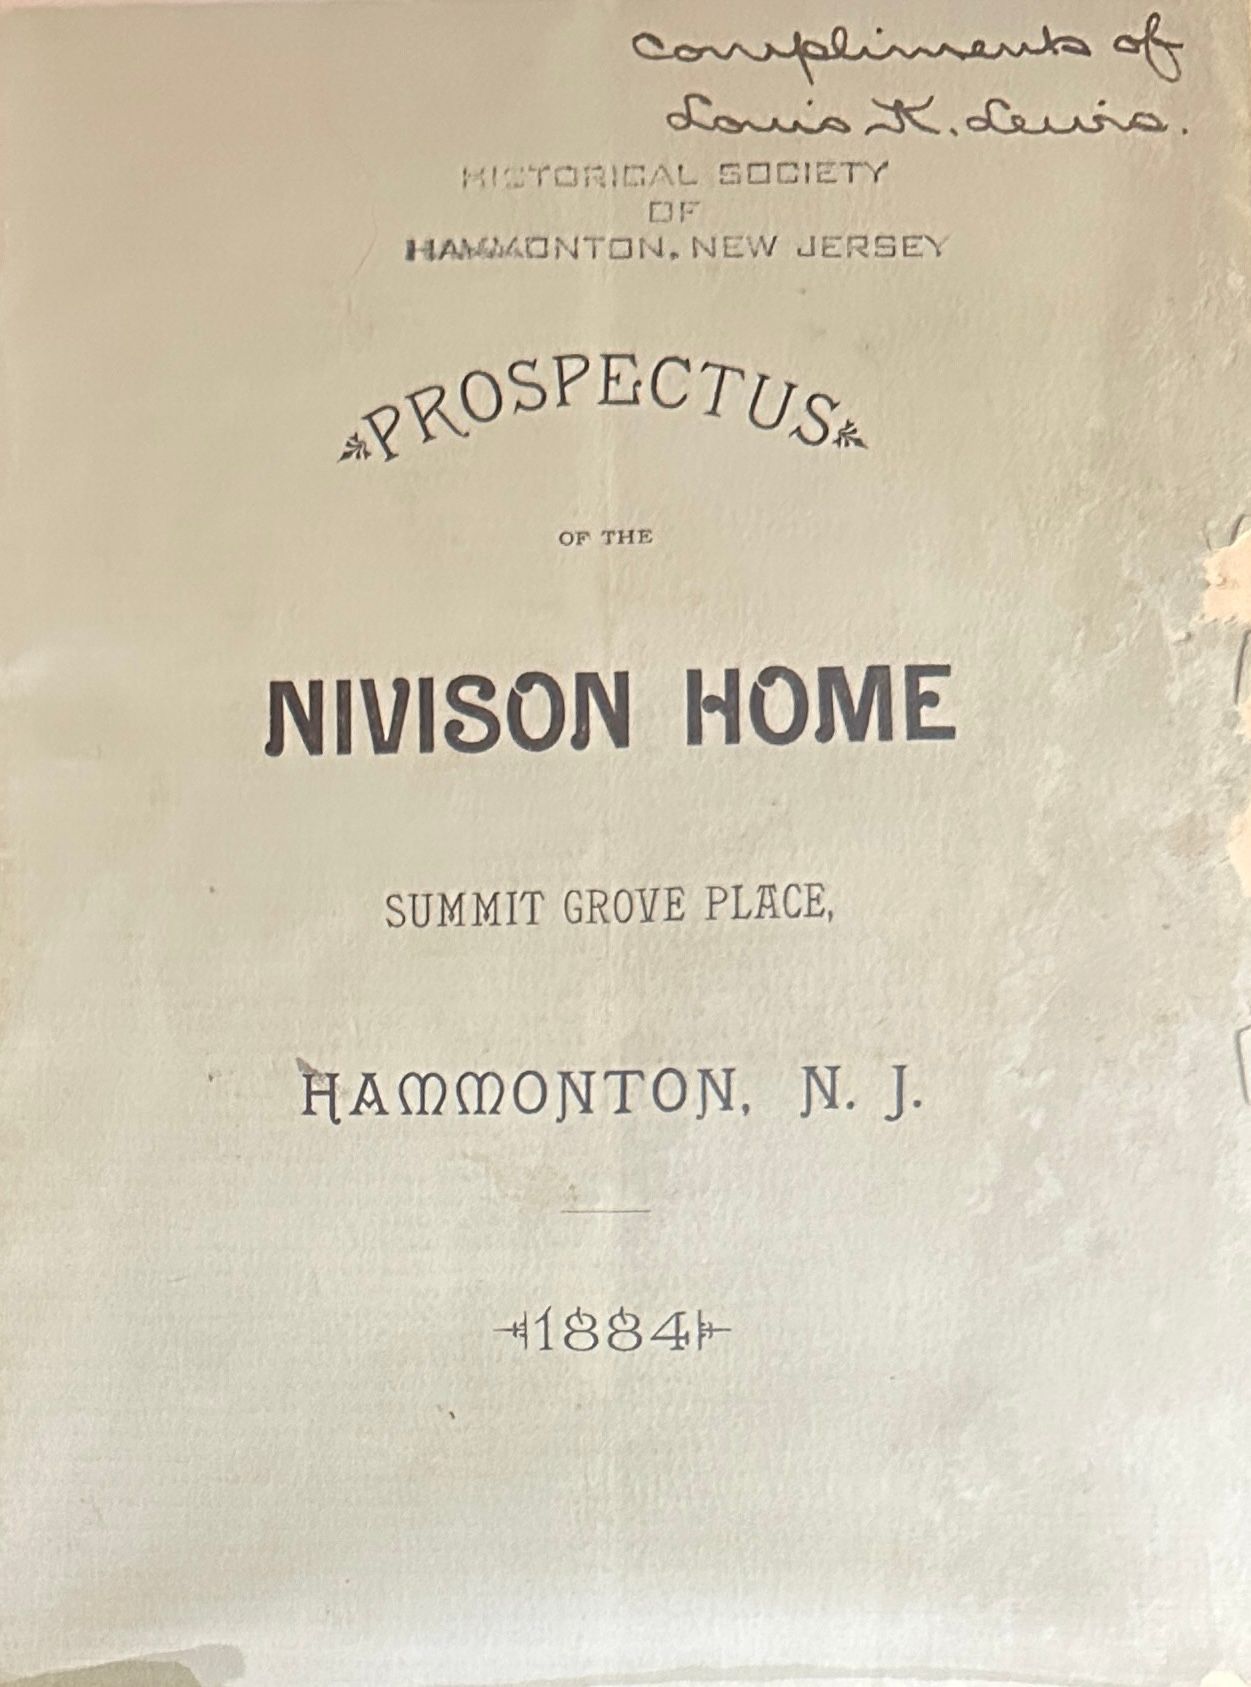 Compliments of
Louis K. Lewis.
HISTORICAL SOCIETY
OF
HAMMONTON, NEW JERSEY
PROSPECTUS
OF THE
NIVISON HOME
SUMMIT GROVE PLACE,
HAMMONTON, N. J.
1884